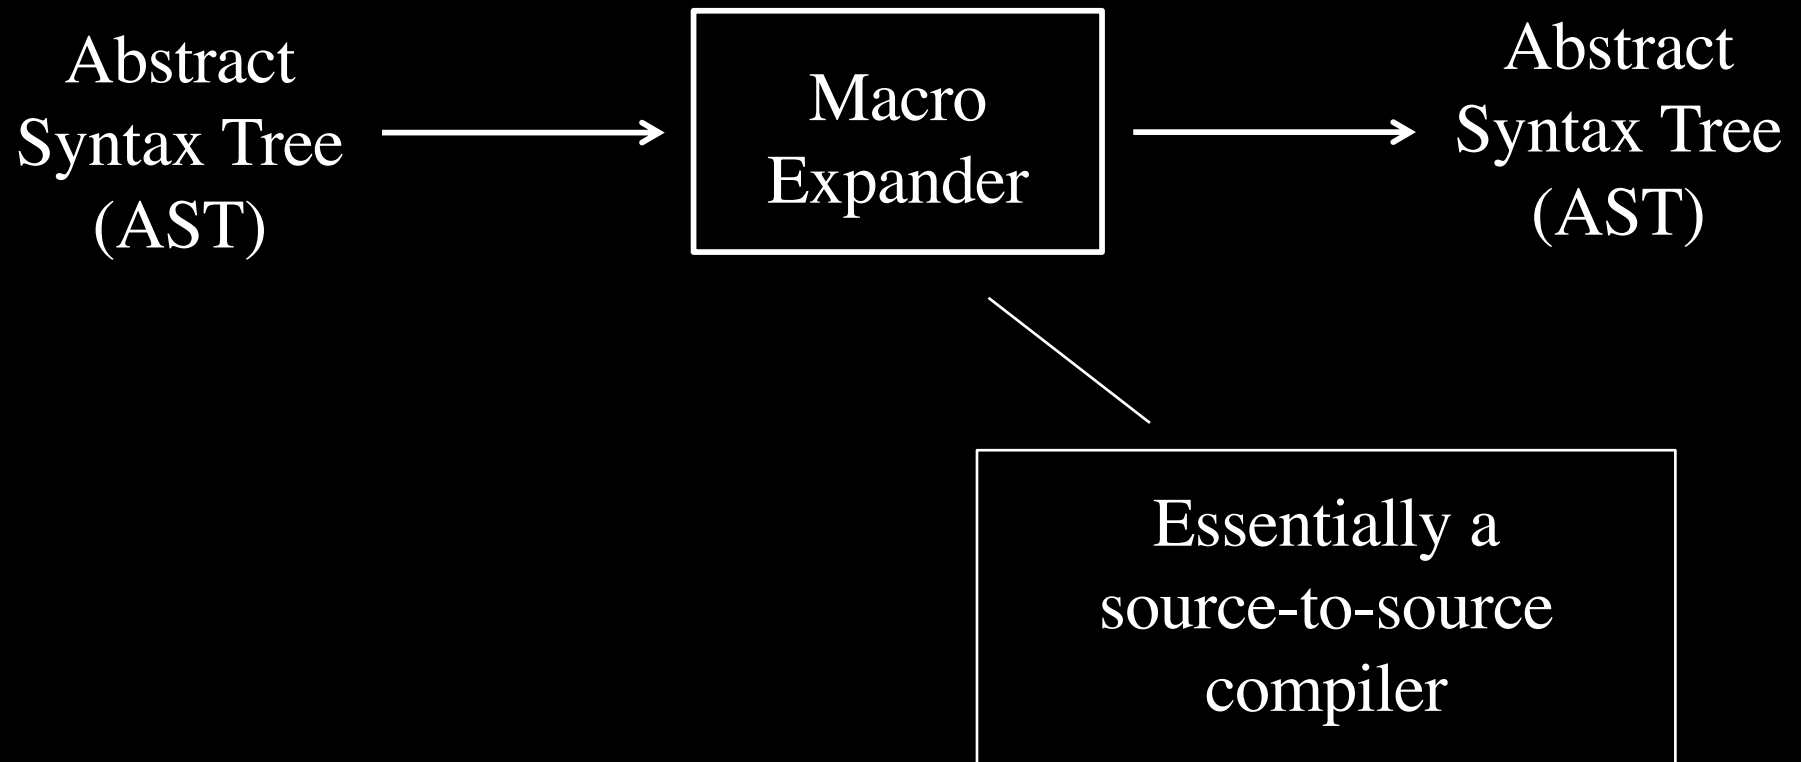 Abstract
Syntax Tree
(AST)
Macro
Expander
Abstract
Syntax Tree
(AST)
Essentially a
source-to-source
compiler